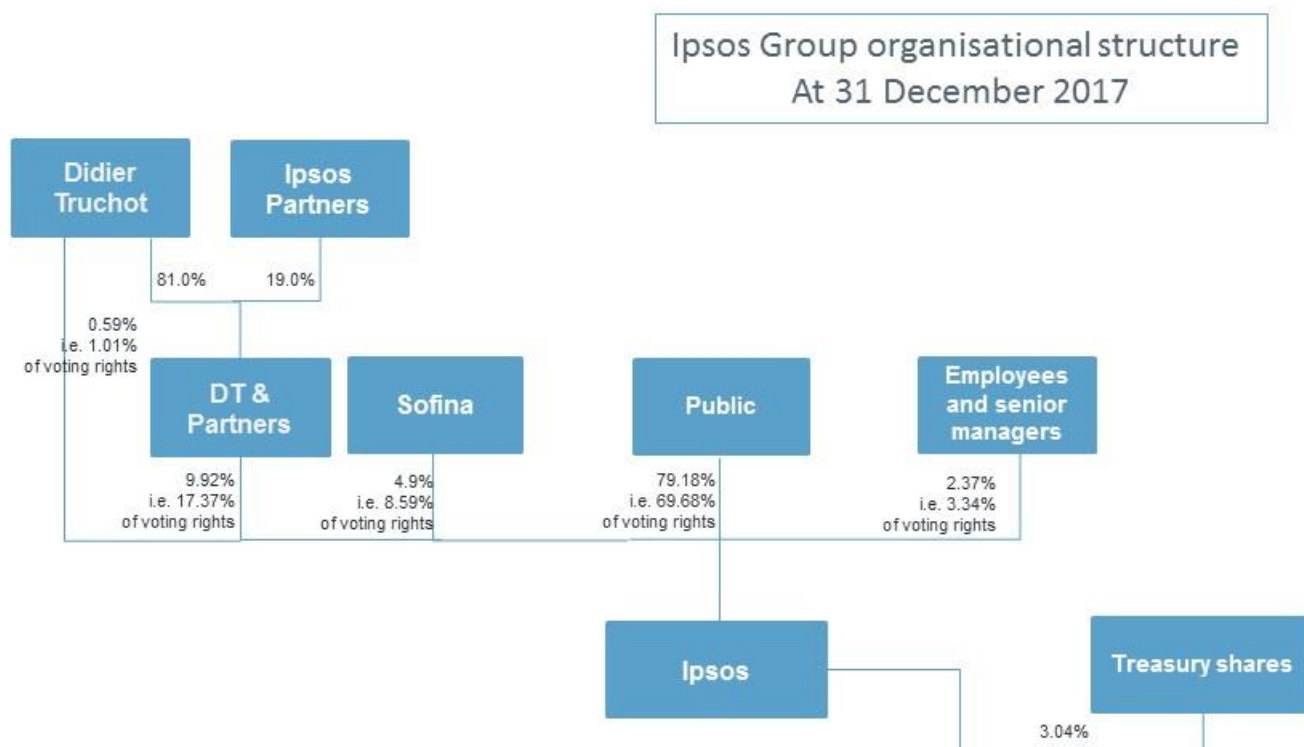 Ipsos Group organisational structure
At 31 December 2017
Didier
Truchot
Ipsos
Partners
81.0%
19.0%
0.59%
i.e. 1.01%
of voting rights
DT &
Partners
Sofina
Public
Employees
and senior
managers
9.92%
i.e. 17.37%
of voting rights
4.9%
i.e. 8.59%
of voting rights
79.18%
i.e. 69.68%
of voting rights
2.37%
i.e. 3.34%
of voting rights
Ipsos
Treasury shares
3.04%